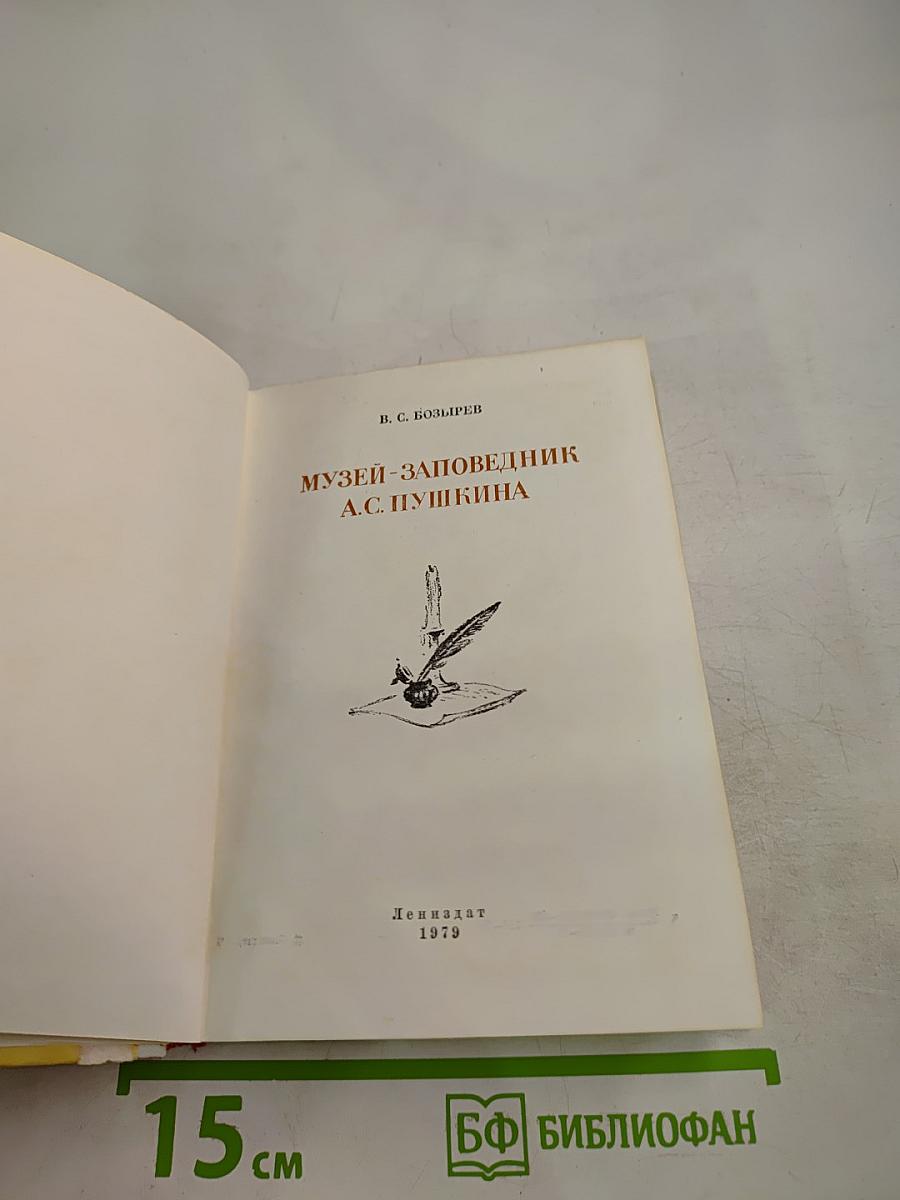 В. С. БОЗЫРЕВ
МУЗЕЙ-ЗАПОВЕДНИК
А.С. ПУШКИНА
Лениздат
1979
15 см
БФ БИБЛИОФАН